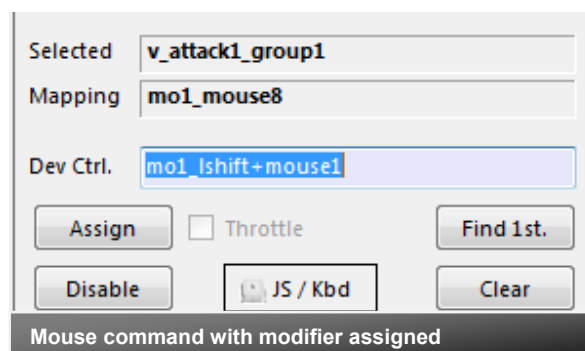 Selected v_attack1_group1
Mapping mo1_mouse8
Dev Ctrl. mo1_lshift+mouse1
Assign Throttle Find 1st.
Disable JS / Kbd Clear
Mouse command with modifier assigned